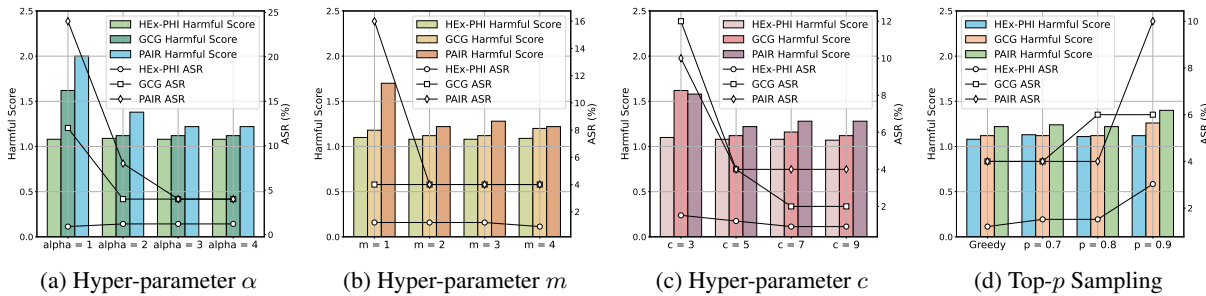 HEx-PHI Harmful Score
GCG Harmful Score
PAIR Harmful Score
HEx-PHI ASR
GCG ASR
PAIR ASR
Harmful Score
2.5
2.0
1.5
1.0
0.5
0.0
25
20
15
10
5
0
ASR (%)
alpha = 1 alpha = 2 alpha = 3 alpha = 4
(a) Hyper-parameter α
HEx-PHI Harmful Score
GCG Harmful Score
PAIR Harmful Score
HEx-PHI ASR
GCG ASR
PAIR ASR
Harmful Score
2.5
2.0
1.5
1.0
0.5
0.0
16
14
12
10
8
6
4
2
ASR (%)
m = 1 m = 2 m = 3 m = 4
(b) Hyper-parameter m
HEx-PHI Harmful Score
GCG Harmful Score
PAIR Harmful Score
HEx-PHI ASR
GCG ASR
PAIR ASR
Harmful Score
2.5
2.0
1.5
1.0
0.5
0.0
12
10
8
6
4
2
ASR (%)
c = 3 c = 5 c = 7 c = 9
(c) Hyper-parameter c
HEx-PHI Harmful Score
GCG Harmful Score
PAIR Harmful Score
HEx-PHI ASR
GCG ASR
PAIR ASR
Harmful Score
2.5
2.0
1.5
1.0
0.5
0.0
10
8
6
4
2
ASR (%)
Greedy p = 0.7 p = 0.8 p = 0.9
(d) Top-p Sampling